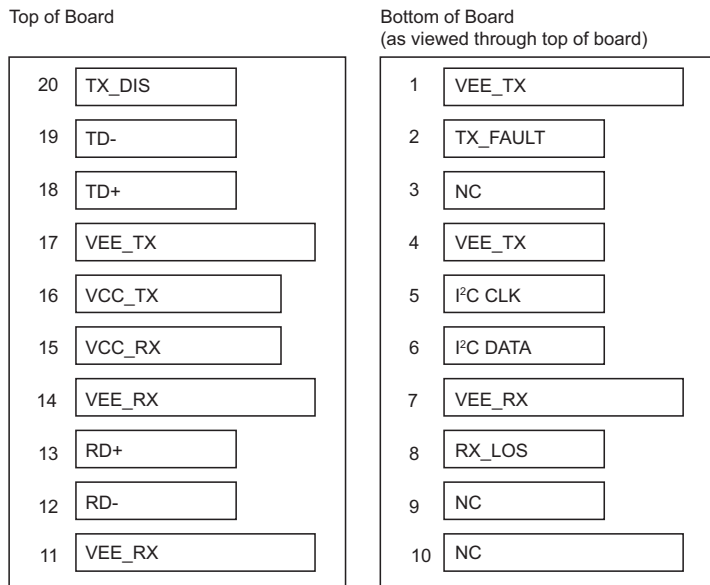 Top of Board
20 TX_DIS
19 TD-
18 TD+
17 VEE_TX
16 VCC_TX
15 VCC_RX
14 VEE_RX
13 RD+
12 RD-
11 VEE_RX
Bottom of Board
(as viewed through top of board)
1 VEE_TX
2 TX_FAULT
3 NC
4 VEE_TX
5 I²C CLK
6 I²C DATA
7 VEE_RX
8 RX_LOS
9 NC
10 NC